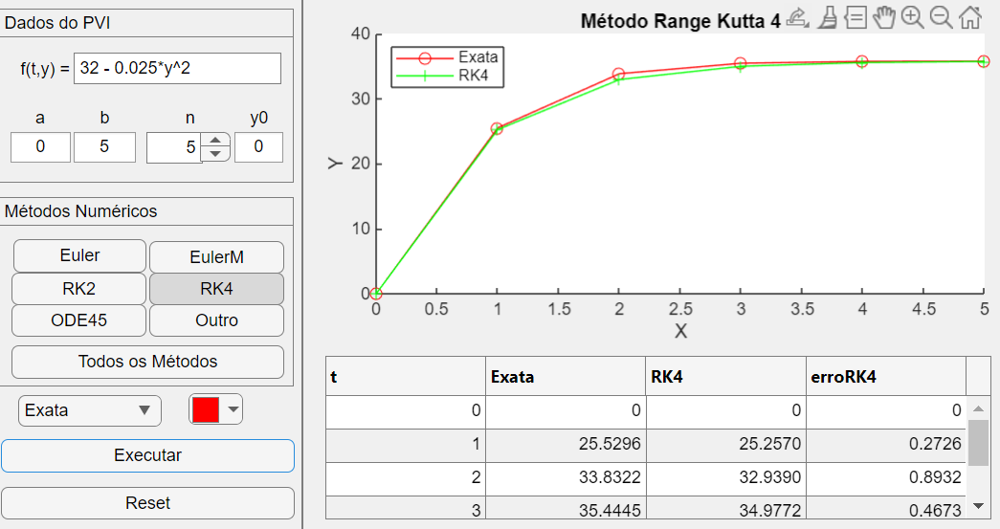 Dados do PVI
f(t,y) = 32 - 0.025*y^2
a b n y0
0 5 5 0
Métodos Numéricos
Euler EulerM
RK2 RK4
ODE45 Outro
Todos os Métodos
Exata
Executar
Reset
Método Range Kutta 4
Exata
RK4
Y
40
30
20
10
0
0 0.5 1 1.5 2 2.5 3 3.5 4 4.5 5
X
t Exata RK4 erroRK4
0 0 0 0
1 25.5296 25.2570 0.2726
2 33.8322 32.9390 0.8932
3 35.4445 34.9772 0.4673